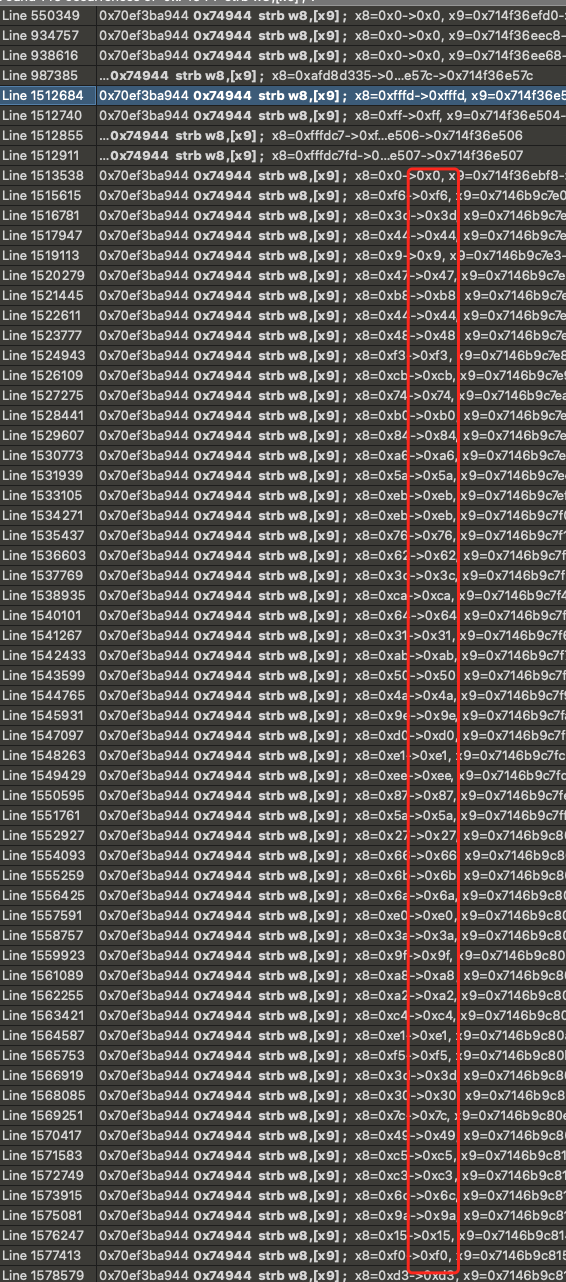 Line 550349 0x70ef3ba944 0x74944 strb w8,[x9] ; x8=0x0->0x0, x9=0x714f36efd0-
Line 934757 0x70ef3ba944 0x74944 strb w8,[x9] ; x8=0x0->0x0, x9=0x714f36eec8-
Line 938616 0x70ef3ba944 0x74944 strb w8,[x9] ; x8=0x0->0x0, x9=0x714f36ee68-
Line 987385 ...0x74944 strb w8,[x9] ; x8=0xafd8d335->0...e57c->0x714f36e57c
Line 1512684 0x70ef3ba944 0x74944 strb w8,[x9] ; x8=0xfffd->0xfffd, x9=0x714f36e5
Line 1512740 0x70ef3ba944 0x74944 strb w8,[x9] ; x8=0xff->0xff, x9=0x714f36e504-
Line 1512855 ...0x74944 strb w8,[x9] ; x8=0xfffdc7->0xf...e506->0x714f36e506
Line 1512911 ...0x74944 strb w8,[x9] ; x8=0xfffdc7fd->0...e507->0x714f36e507
Line 1513538 0x70ef3ba944 0x74944 strb w8,[x9] ; x8=0x0->0x0, x9=0x714f36ebf8-
Line 1515615 0x70ef3ba944 0x74944 strb w8,[x9] ; x8=0xf6->0xf6, x9=0x7146b9c7e0
Line 1516781 0x70ef3ba944 0x74944 strb w8,[x9] ; x8=0x3d->0x3d x9=0x7146b9c7e
Line 1517947 0x70ef3ba944 0x74944 strb w8,[x9] ; x8=0x44->0x44, x9=0x7146b9c7e
Line 1519113 0x70ef3ba944 0x74944 strb w8,[x9] ; x8=0x9->0x9, x9=0x7146b9c7e3-
Line 1520279 0x70ef3ba944 0x74944 strb w8,[x9] ; x8=0x47->0x47, x9=0x7146b9c7e
Line 1521445 0x70ef3ba944 0x74944 strb w8,[x9] ; x8=0xb8->0xb8 x9=0x7146b9c7e
Line 1522611 0x70ef3ba944 0x74944 strb w8,[x9] ; x8=0x44->0x44, x9=0x7146b9c7e
Line 1523777 0x70ef3ba944 0x74944 strb w8,[x9] ; x8=0x48->0x48 x9=0x7146b9c7e
Line 1524943 0x70ef3ba944 0x74944 strb w8,[x9] ; x8=0xf3->0xf3, x9=0x7146b9c7e8
Line 1526109 0x70ef3ba944 0x74944 strb w8,[x9] ; x8=0xcb->0xcb, x9=0x7146b9c7e9
Line 1527275 0x70ef3ba944 0x74944 strb w8,[x9] ; x8=0x74->0x74, x9=0x7146b9c7ea
Line 1528441 0x70ef3ba944 0x74944 strb w8,[x9] ; x8=0xb0->0xb0 x9=0x7146b9c7e
Line 1529607 0x70ef3ba944 0x74944 strb w8,[x9] ; x8=0x84->0x84, x9=0x7146b9c7e
Line 1530773 0x70ef3ba944 0x74944 strb w8,[x9] ; x8=0xa6->0xa6, x9=0x7146b9c7e
Line 1531939 0x70ef3ba944 0x74944 strb w8,[x9] ; x8=0x5a->0x5a, x9=0x7146b9c7e
Line 1533105 0x70ef3ba944 0x74944 strb w8,[x9] ; x8=0xeb->0xeb, x9=0x7146b9c7e
Line 1534271 0x70ef3ba944 0x74944 strb w8,[x9] ; x8=0xeb->0xeb, x9=0x7146b9c7f0
Line 1535437 0x70ef3ba944 0x74944 strb w8,[x9] ; x8=0x76->0x76, x9=0x7146b9c7f
Line 1536603 0x70ef3ba944 0x74944 strb w8,[x9] ; x8=0x62->0x62, x9=0x7146b9c7f
Line 1537769 0x70ef3ba944 0x74944 strb w8,[x9] ; x8=0x3c->0x3c, x9=0x7146b9c7f
Line 1538935 0x70ef3ba944 0x74944 strb w8,[x9] ; x8=0xca->0xca, x9=0x7146b9c7f4
Line 1540101 0x70ef3ba944 0x74944 strb w8,[x9] ; x8=0x64->0x64 x9=0x7146b9c7f
Line 1541267 0x70ef3ba944 0x74944 strb w8,[x9] ; x8=0x31->0x31, x9=0x7146b9c7f6
Line 1542433 0x70ef3ba944 0x74944 strb w8,[x9] ; x8=0xab->0xab, x9=0x7146b9c7f
Line 1543599 0x70ef3ba944 0x74944 strb w8,[x9] ; x8=0x50->0x50 x9=0x7146b9c7f
Line 1544765 0x70ef3ba944 0x74944 strb w8,[x9] ; x8=0x4a->0x4a, x9=0x7146b9c7f9
Line 1545931 0x70ef3ba944 0x74944 strb w8,[x9] ; x8=0x9e->0x9e, x9=0x7146b9c7f
Line 1547097 0x70ef3ba944 0x74944 strb w8,[x9] ; x8=0xd0->0xd0, x9=0x7146b9c7f
Line 1548263 0x70ef3ba944 0x74944 strb w8,[x9] ; x8=0xe1->0xe1, x9=0x7146b9c7fc
Line 1549429 0x70ef3ba944 0x74944 strb w8,[x9] ; x8=0xee->0xee, x9=0x7146b9c7fd
Line 1550595 0x70ef3ba944 0x74944 strb w8,[x9] ; x8=0x87->0x87, x9=0x7146b9c7fe
Line 1551761 0x70ef3ba944 0x74944 strb w8,[x9] ; x8=0x5a->0x5a, x9=0x7146b9c7f
Line 1552927 0x70ef3ba944 0x74944 strb w8,[x9] ; x8=0x27->0x27, x9=0x7146b9c80
Line 1554093 0x70ef3ba944 0x74944 strb w8,[x9] ; x8=0x66->0x66 x9=0x7146b9c8
Line 1555259 0x70ef3ba944 0x74944 strb w8,[x9] ; x8=0x6b->0x6b x9=0x7146b9c8
Line 1556425 0x70ef3ba944 0x74944 strb w8,[x9] ; x8=0x6a->0x6a, x9=0x7146b9c80
Line 1557591 0x70ef3ba944 0x74944 strb w8,[x9] ; x8=0xe0->0xe0, x9=0x7146b9c80
Line 1558757 0x70ef3ba944 0x74944 strb w8,[x9] ; x8=0x3a->0x3a, x9=0x7146b9c80
Line 1559923 0x70ef3ba944 0x74944 strb w8,[x9] ; x8=0x9f->0x9f, x9=0x7146b9c80
Line 1561089 0x70ef3ba944 0x74944 strb w8,[x9] ; x8=0xa8->0xa8 x9=0x7146b9c80
Line 1562255 0x70ef3ba944 0x74944 strb w8,[x9] ; x8=0xa2->0xa2, x9=0x7146b9c80
Line 1563421 0x70ef3ba944 0x74944 strb w8,[x9] ; x8=0xc4->0xc4, x9=0x7146b9c80
Line 1564587 0x70ef3ba944 0x74944 strb w8,[x9] ; x8=0xe1->0xe1, x9=0x7146b9c80a
Line 1565753 0x70ef3ba944 0x74944 strb w8,[x9] ; x8=0xf5->0xf5, x9=0x7146b9c80
Line 1566919 0x70ef3ba944 0x74944 strb w8,[x9] ; x8=0x3d->0x3d x9=0x7146b9c80
Line 1568085 0x70ef3ba944 0x74944 strb w8,[x9] ; x8=0x30->0x30 x9=0x7146b9c8
Line 1569251 0x70ef3ba944 0x74944 strb w8,[x9] ; x8=0x7c->0x7c, x9=0x7146b9c80e
Line 1570417 0x70ef3ba944 0x74944 strb w8,[x9] ; x8=0x49->0x49 x9=0x7146b9c80
Line 1571583 0x70ef3ba944 0x74944 strb w8,[x9] ; x8=0xc5->0xc5, x9=0x7146b9c81
Line 1572749 0x70ef3ba944 0x74944 strb w8,[x9] ; x8=0xc3->0xc3, x9=0x7146b9c81
Line 1573915 0x70ef3ba944 0x74944 strb w8,[x9] ; x8=0x6c->0x6c, x9=0x7146b9c81
Line 1575081 0x70ef3ba944 0x74944 strb w8,[x9] ; x8=0x9a->0x9a x9=0x7146b9c81
Line 1576247 0x70ef3ba944 0x74944 strb w8,[x9] ; x8=0x15->0x15, x9=0x7146b9c814
Line 1577413 0x70ef3ba944 0x74944 strb w8,[x9] ; x8=0xf0->0xf0, x9=0x7146b9c815
Line 1578579 0x70ef3ba944 0x74944 strb w8,[x9] ; x8=0xd3->0xd3, x9=0x7146b9c81